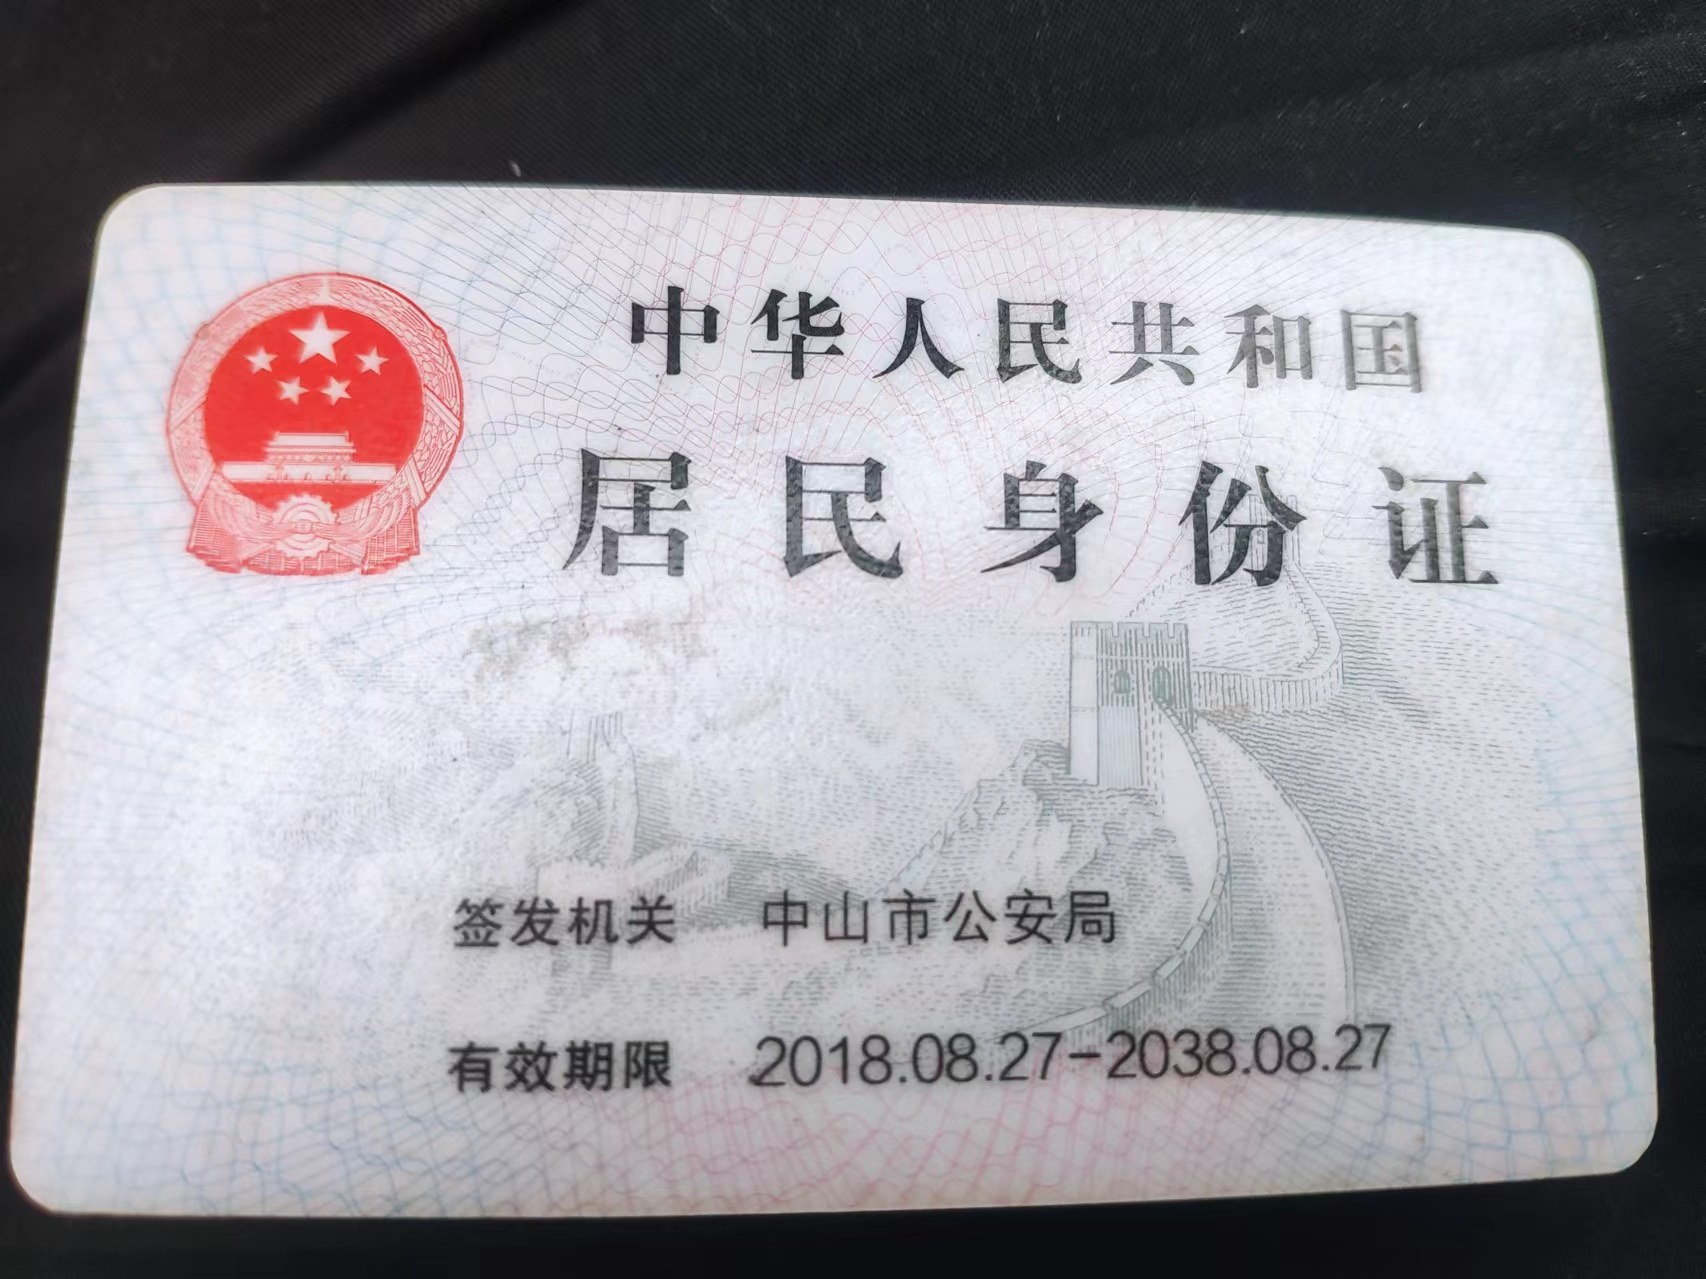 中华人民共和国
居民身份证
签发机关 中山市公安局
有效期限 2018.08.27-2038.08.27